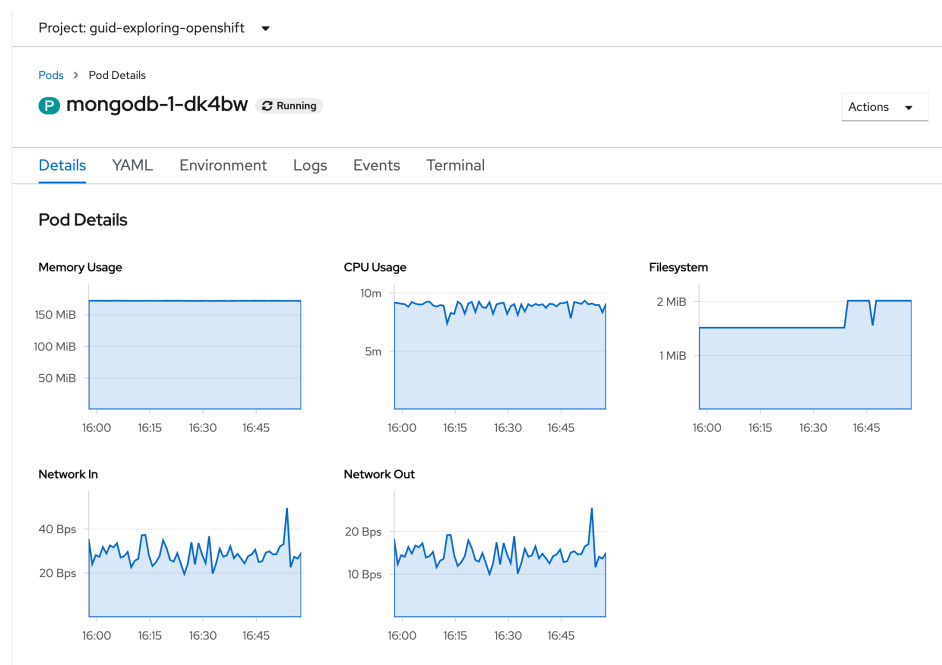 Project: guid-exploring-openshift
Pods > Pod Details
P mongodb-1-dk4bw Running
Actions
Details YAML Environment Logs Events Terminal
Pod Details
Memory Usage
150 MiB
100 MiB
50 MiB
16:00 16:15 16:30 16:45
CPU Usage
10m
5m
16:00 16:15 16:30 16:45
Filesystem
2 MiB
1 MiB
16:00 16:15 16:30 16:45
Network In
40 Bps
20 Bps
16:00 16:15 16:30 16:45
Network Out
20 Bps
10 Bps
16:00 16:15 16:30 16:45